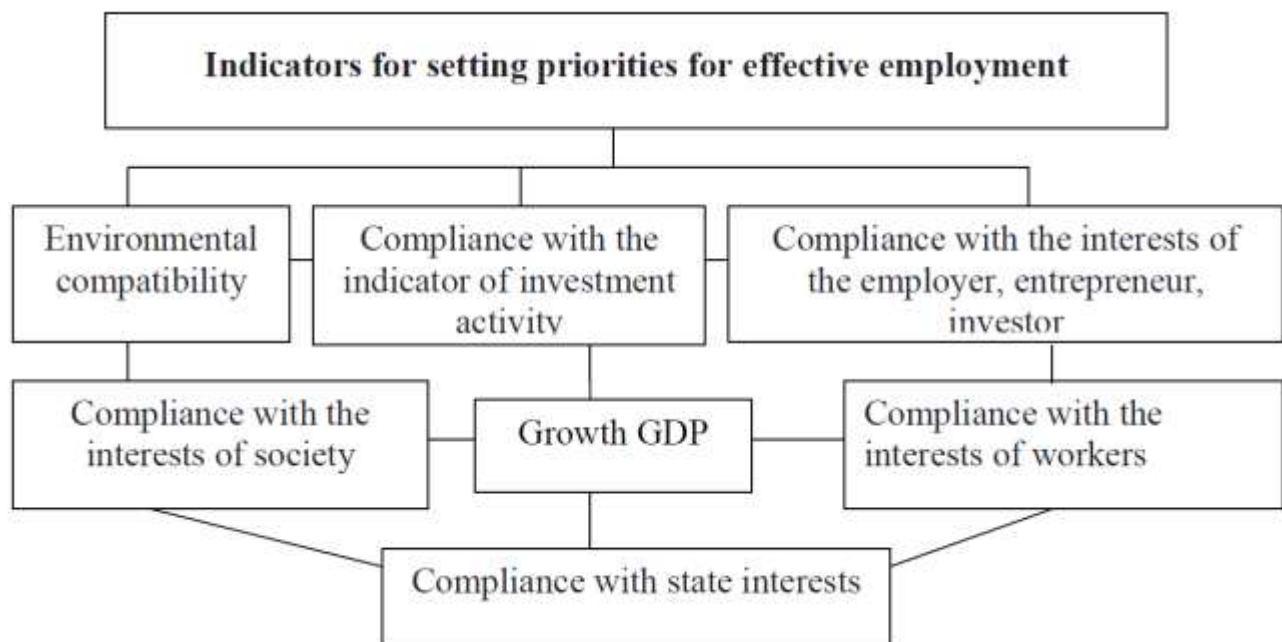 Indicators for setting priorities for effective employment
Environmental
compatibility
Compliance with the
indicator of investment
activity
Compliance with the interests of
the employer, entrepreneur,
investor
Compliance with the
interests of society
Growth GDP
Compliance with the
interests of workers
Compliance with state interests